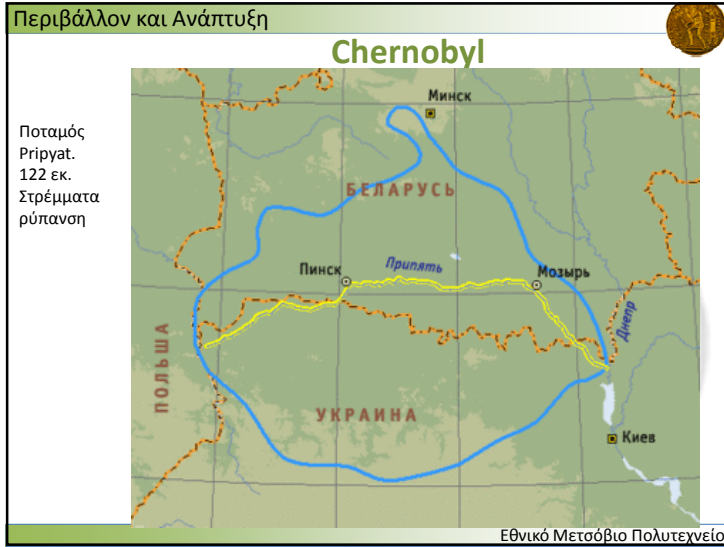 Περιβάλλον και Ανάπτυξη
Chernobyl
Ποταμός
Pripyat.
122 εκ.
Στρέμματα
ρύπανση
Минск
БЕЛАРУСЬ
Пинск
Припять
Мозырь
Днепр
ПОЛЬША
УКРАИНА
Киев
Εθνικό Μετσόβιο Πολυτεχνείο